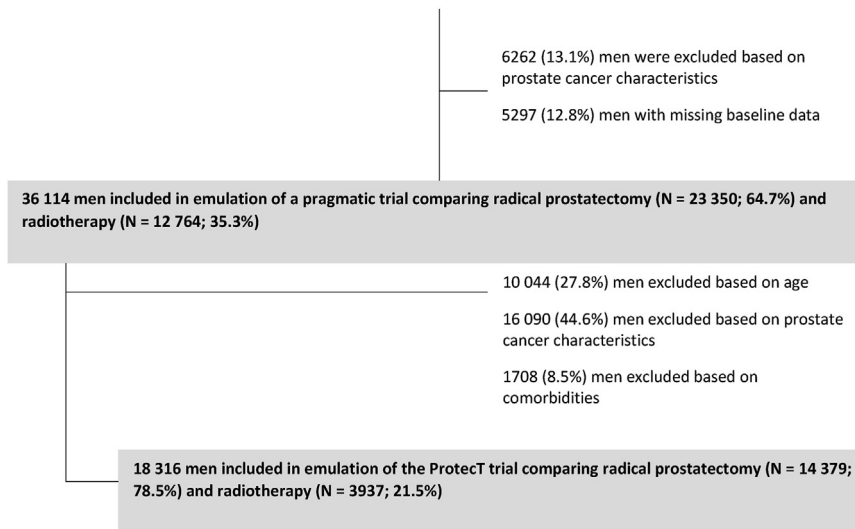 6262 (13.1%) men were excluded based on
prostate cancer characteristics
5297 (12.8%) men with missing baseline data
36 114 men included in emulation of a pragmatic trial comparing radical prostatectomy (N = 23 350; 64.7%) and
radiotherapy (N = 12 764; 35.3%)
10 044 (27.8%) men excluded based on age
16 090 (44.6%) men excluded based on prostate
cancer characteristics
1708 (8.5%) men excluded based on
comorbidities
18 316 men included in emulation of the ProtecT trial comparing radical prostatectomy (N = 14 379;
78.5%) and radiotherapy (N = 3937; 21.5%)